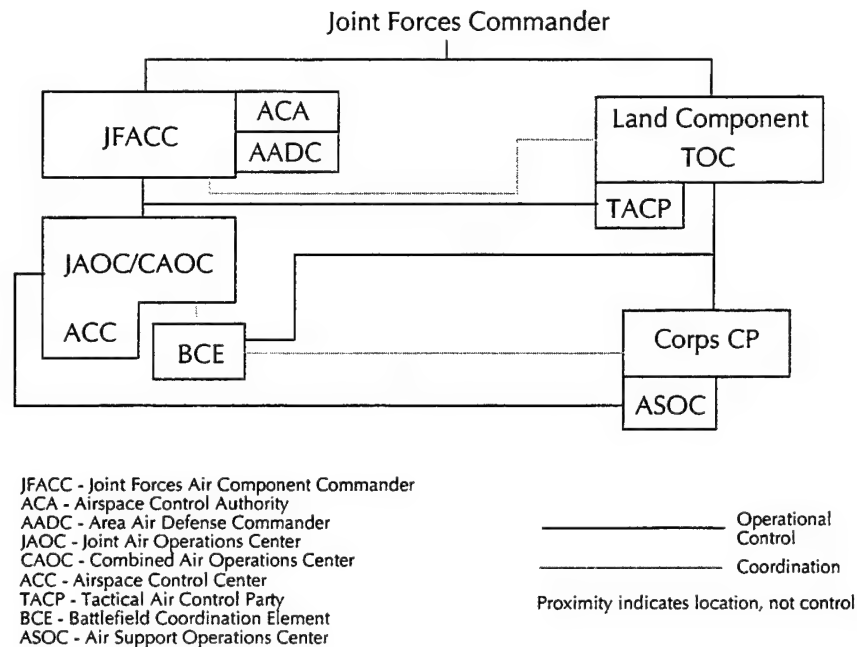 Joint Forces Commander
JFACC
ACA
AADC
Land Component
TOC
TACP
JAOC/CAOC
ACC
BCE
Corps CP
ASOC
JFACC - Joint Forces Air Component Commander
ACA - Airspace Control Authority
AADC - Area Air Defense Commander
JAOC - Joint Air Operations Center
CAOC - Combined Air Operations Center
ACC - Airspace Control Center
TACP - Tactical Air Control Party
BCE - Battlefield Coordination Element
ASOC - Air Support Operations Center
Operational
Control
Coordination
Proximity indicates location, not control